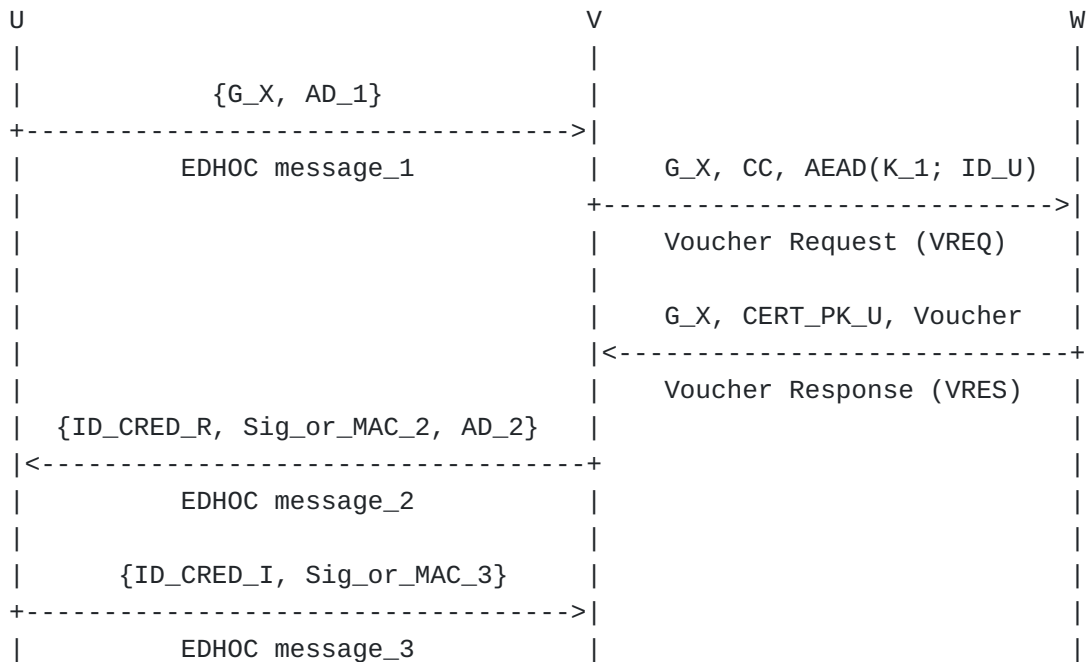 U V W
{G_X, AD_1}
EDHOC message_1 G_X, CC, AEAD(K_1; ID_U)
Voucher Request (VREQ)
G_X, CERT_PK_U, Voucher
Voucher Response (VRES)
{ID_CRED_R, Sig_or_MAC_2, AD_2}
EDHOC message_2
{ID_CRED_I, Sig_or_MAC_3}
EDHOC message_3